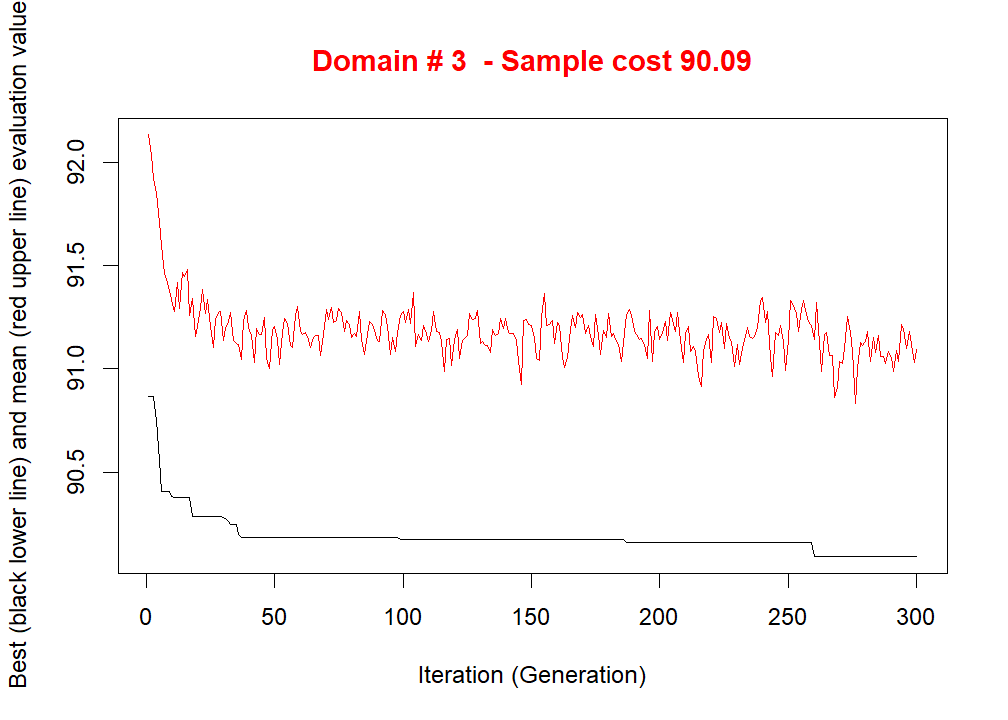 Domain # 3  - Sample cost 90.09
Best (black lower line) and mean (red upper line) evaluation value
92.0
91.5
91.0
90.5
0 50 100 150 200 250 300
Iteration (Generation)